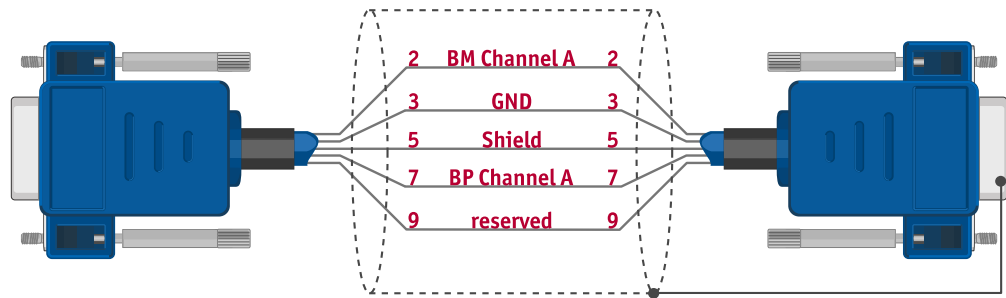 2 BM Channel A 2
3 GND 3
5 Shield 5
7 BP Channel A 7
9 reserved 9